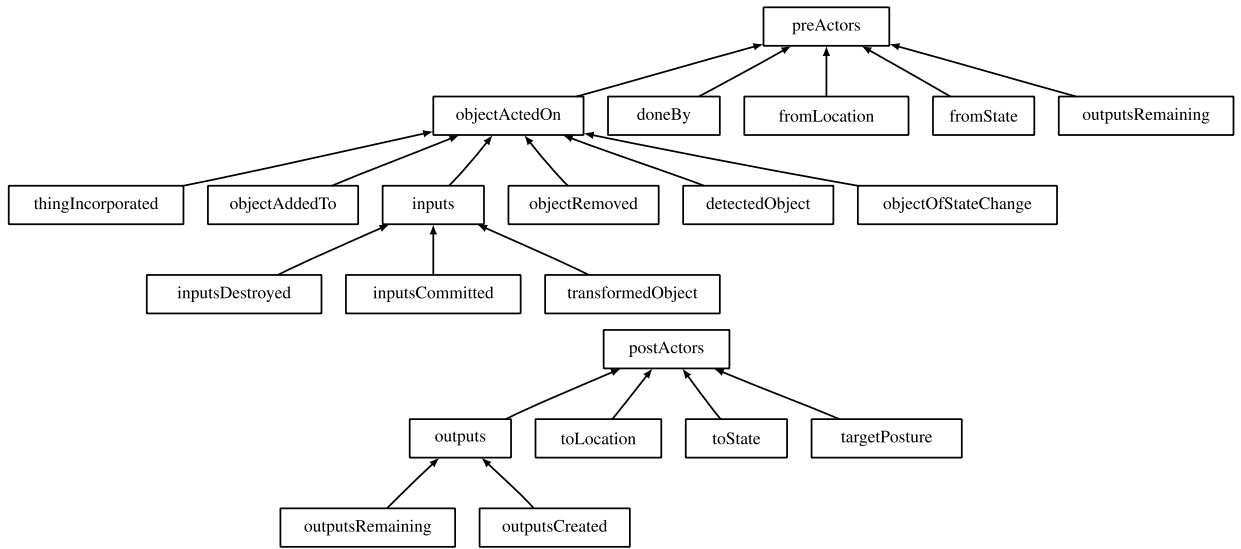 preActors
objectActedOn
doneBy
fromLocation
fromState
outputsRemaining
thingIncorporated
objectAddedTo
inputs
objectRemoved
detectedObject
objectOfStateChange
inputsDestroyed
inputsCommitted
transformedObject
postActors
outputs
toLocation
toState
targetPosture
outputsRemaining
outputsCreated